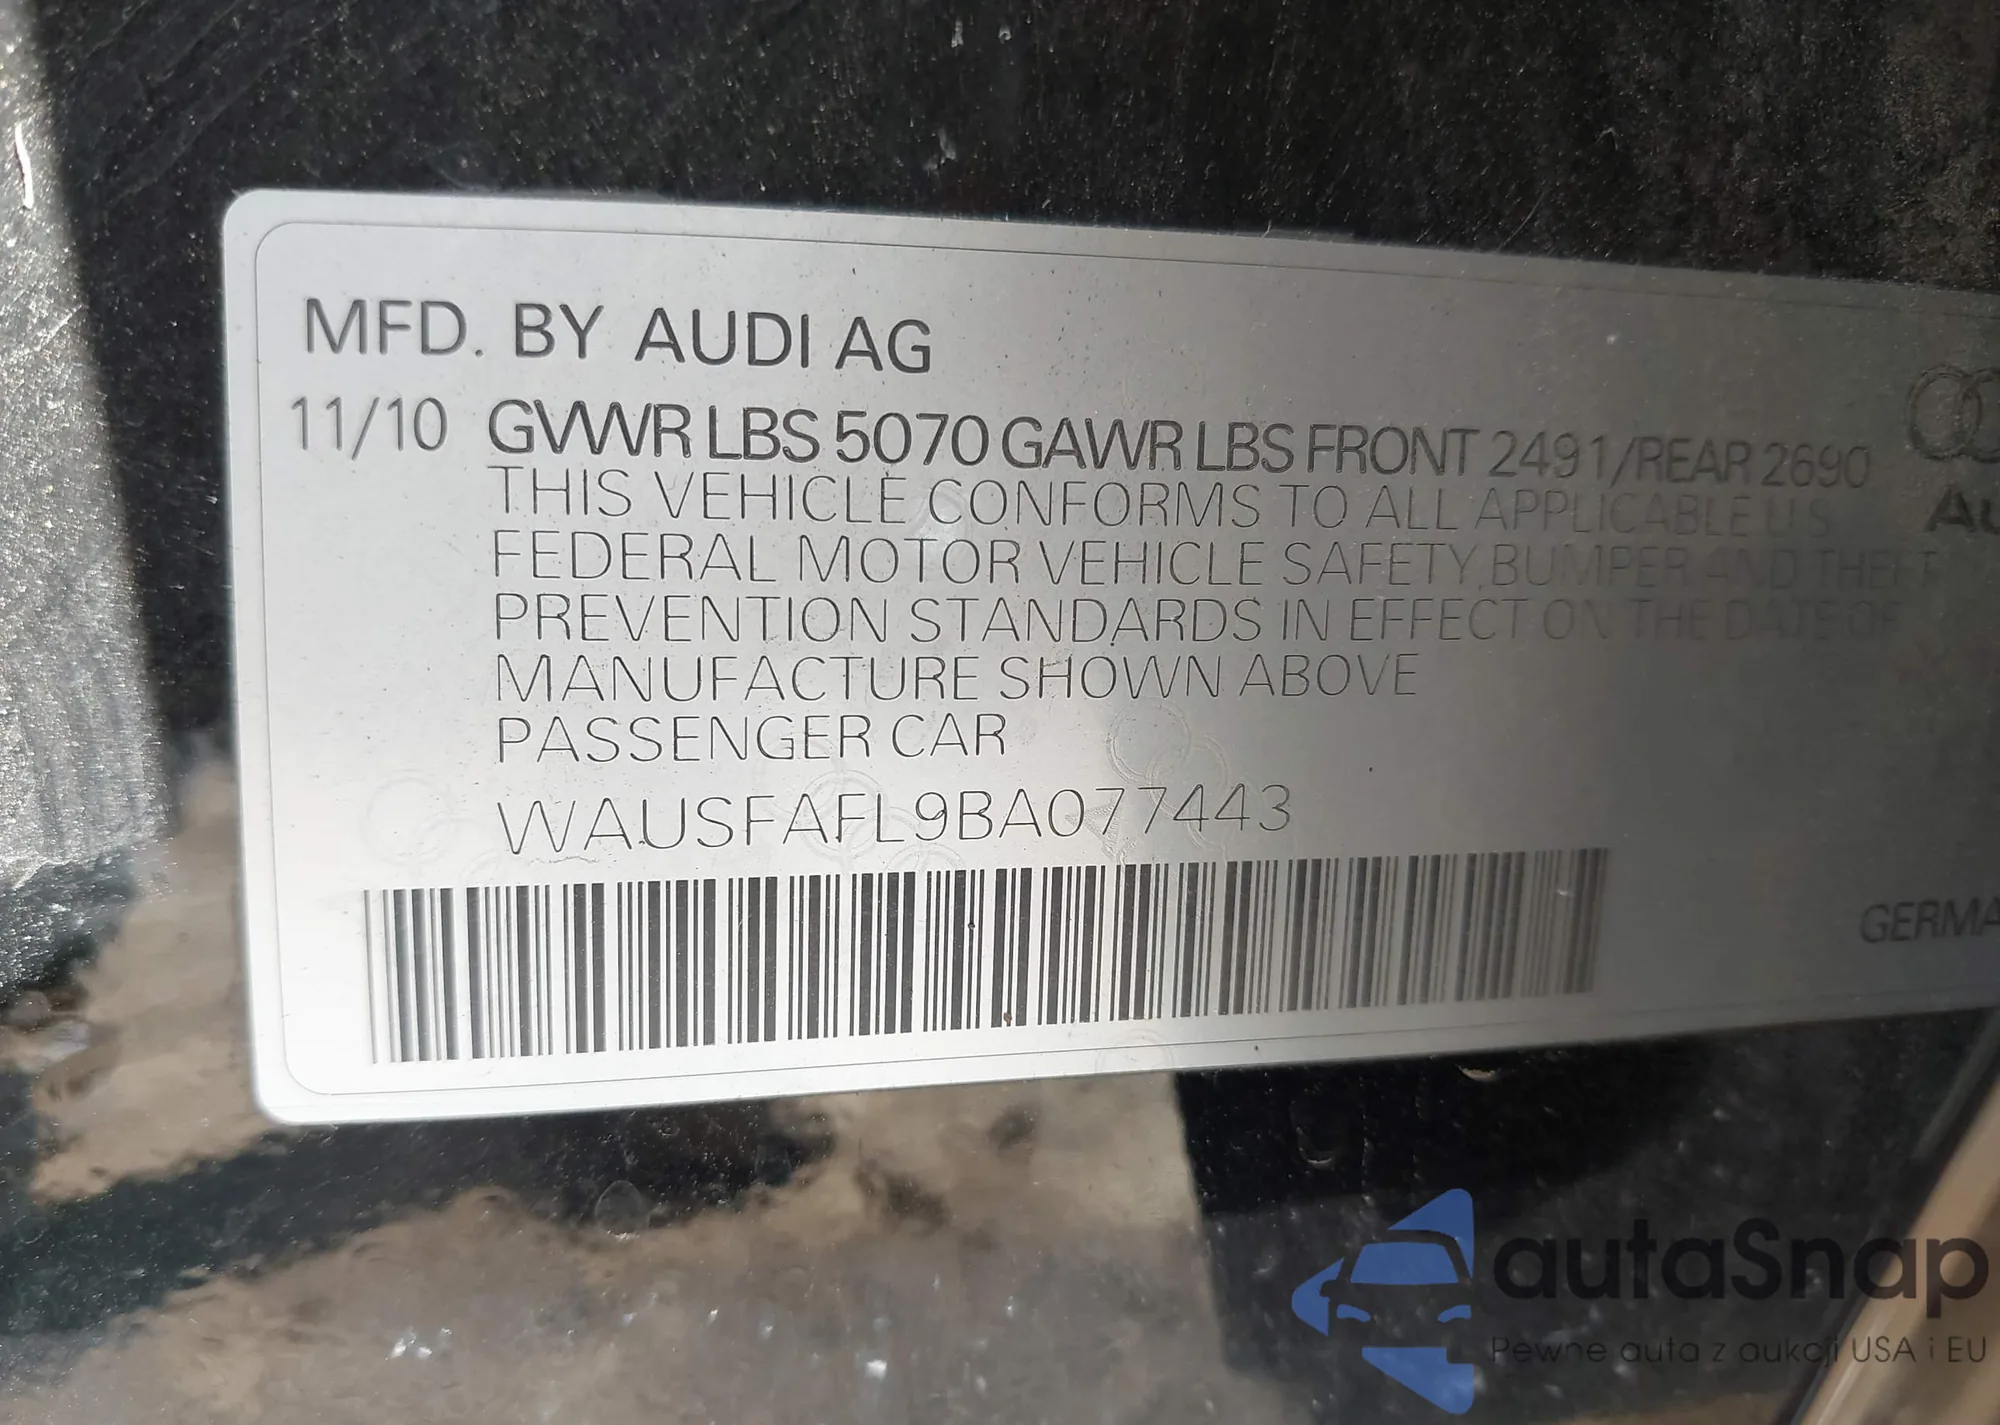 MFD. BY AUDI AG
11/10 GVWR LBS 5070 GAWR LBS FRONT 2491/REAR 2690
THIS VEHICLE CONFORMS TO ALL APPLICABLE U.S.
FEDERAL MOTOR VEHICLE SAFETY, BUMPER AND THEFT
PREVENTION STANDARDS IN EFFECT ON THE DATE OF
MANUFACTURE SHOWN ABOVE
PASSENGER CAR
WAUSFAFL9BA077443
Au
GERMA
autaSnap
Pewne auta z aukcji USA i EU